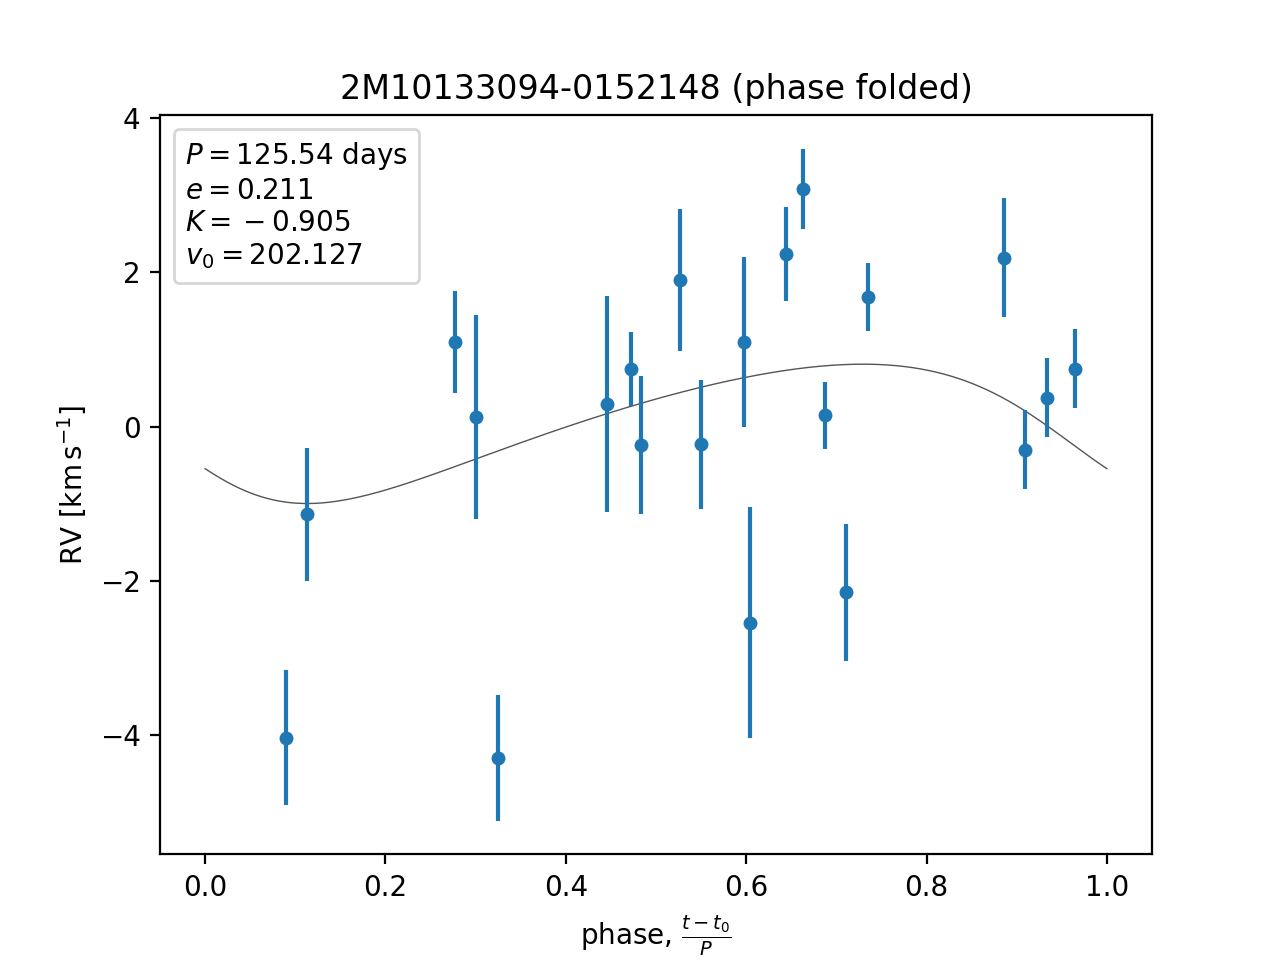 2M10133094-0152148 (phase folded)
P = 125.54 days
e = 0.211
K = −0.905
v₀ = 202.127
4
2
0
−2
−4
RV [km s⁻¹]
0.0 0.2 0.4 0.6 0.8 1.0
phase, (t − t₀)/P